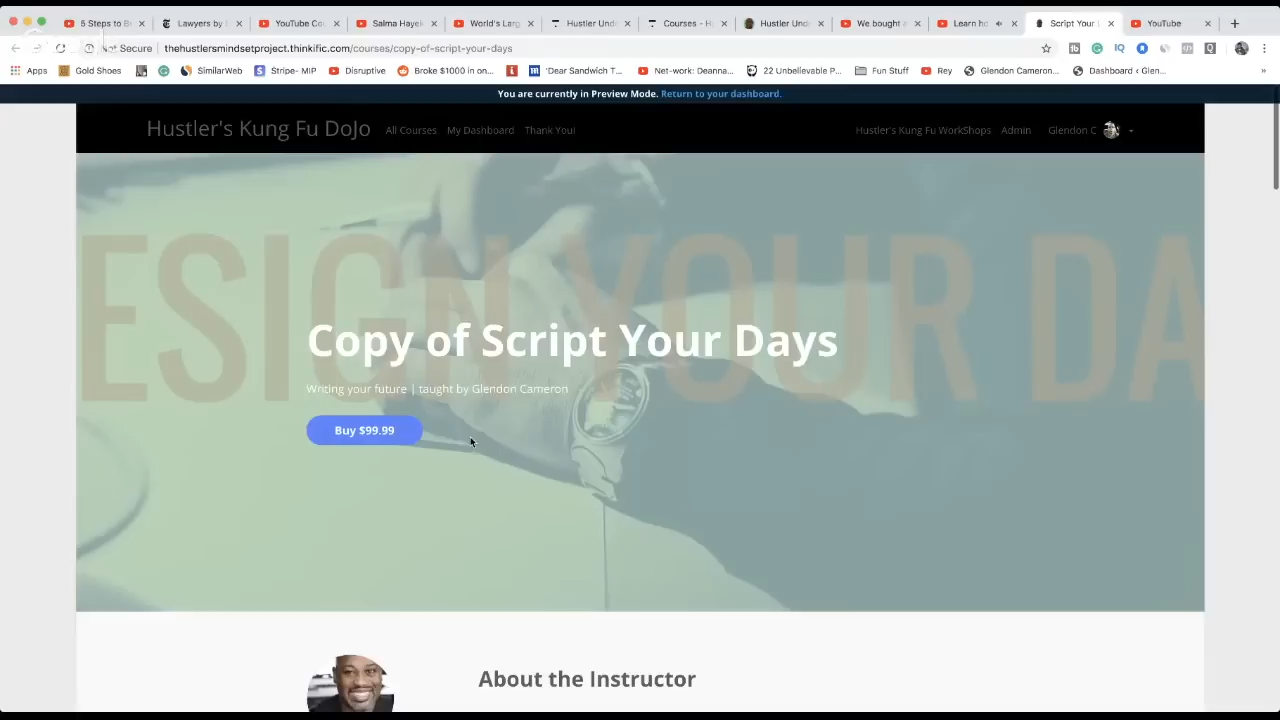 5 Steps to B
Lawyers by
YouTube Co
Salma Hayek
World's Larg
Hustler Und
Courses - H
Hustler Und
We bought a
Learn ho
Script Your
YouTube
Not Secure
thehustlersmindsetproject.thinkific.com/courses/copy-of-script-your-days
Apps
Gold Shoes
SimilarWeb
Stripe- MIP
Disruptive
Broke $1000 in on...
'Dear Sandwich T...
Net-work: Deanna...
22 Unbelievable P...
Fun Stuff
Rey
Glendon Cameron...
Dashboard ‹ Glen...
»
You are currently in Preview Mode. Return to your dashboard.
Hustler's Kung Fu DoJo
All Courses
My Dashboard
Thank You!
Hustler's Kung Fu WorkShops
Admin
Glendon C
ESIGN YOUR DA
Copy of Script Your Days
Writing your future | taught by Glendon Cameron
Buy $99.99
About the Instructor